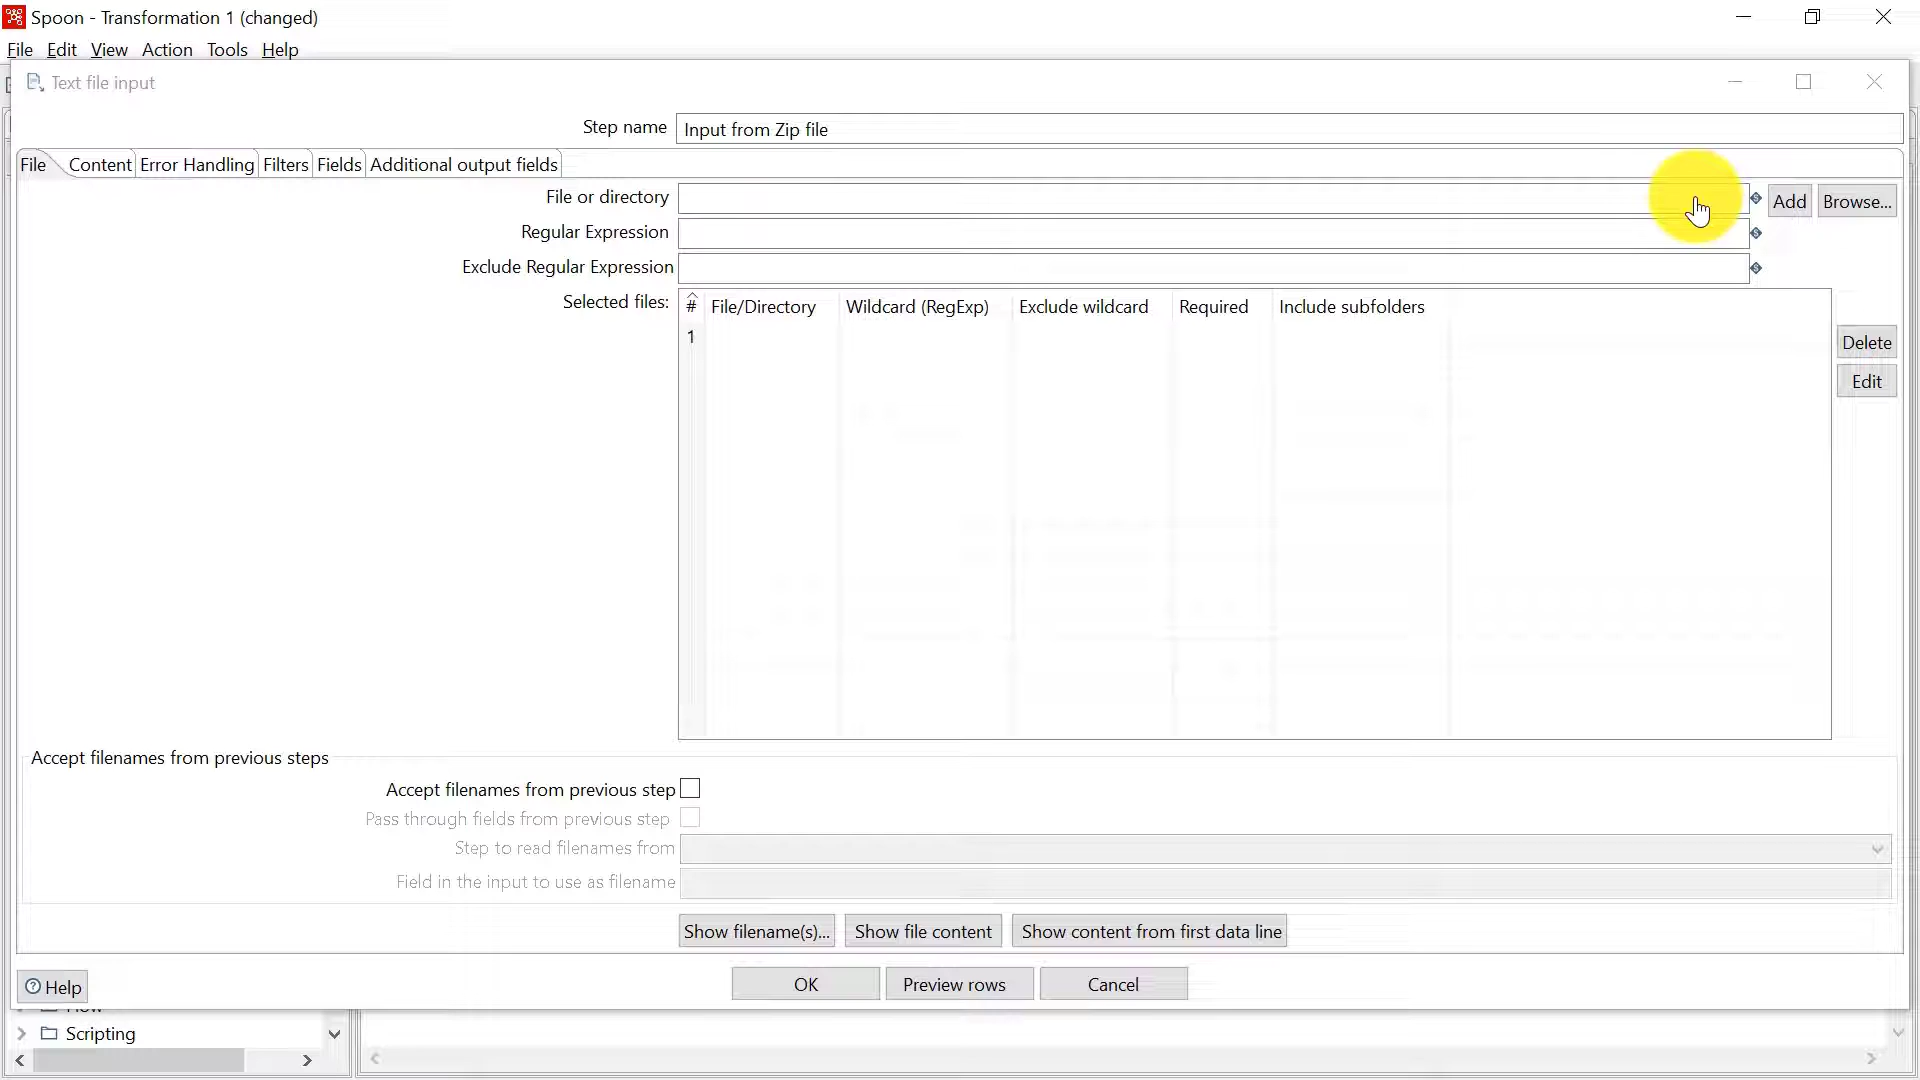 Spoon - Transformation 1 (changed)
File Edit View Action Tools Help
Text file input
Step name Input from Zip file
File Content Error Handling Filters Fields Additional output fields
File or directory Add Browse...
Regular Expression
Exclude Regular Expression
Selected files: # File/Directory Wildcard (RegExp) Exclude wildcard Required Include subfolders
1
Delete
Edit
Accept filenames from previous steps
Accept filenames from previous step
Pass through fields from previous step
Step to read filenames from
Field in the input to use as filename
Show filename(s)... Show file content Show content from first data line
OK Preview rows Cancel
Help
Scripting